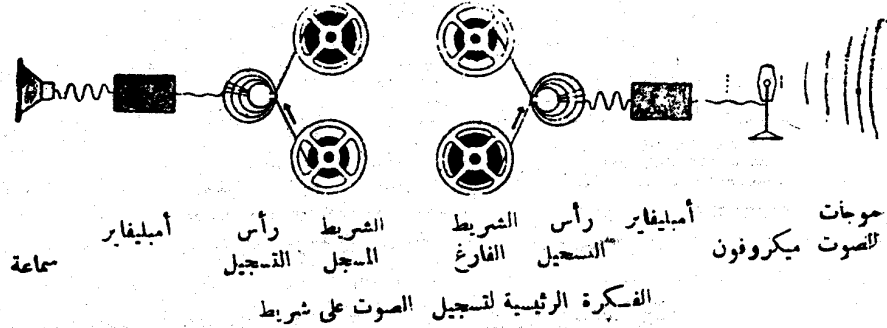 موجات الصوت
ميكروفون
أمبليفاير
رأس التسجيل
الشريط الفارغ
الشريط المسجل
رأس التسجيل
أمبليفاير
سماعة
الفكرة الرئيسية لتسجيل الصوت على شريط